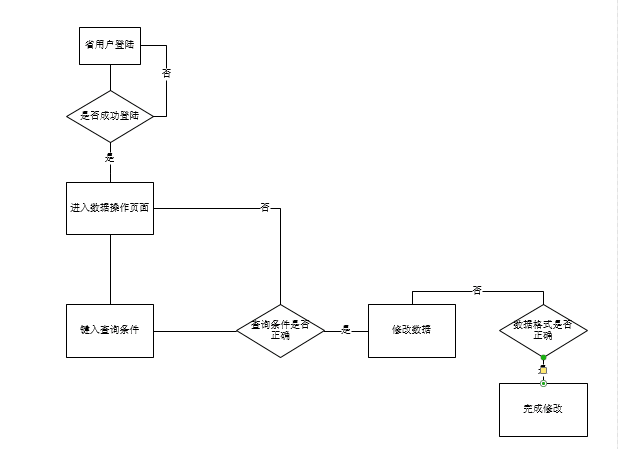 省用户登陆
否
是否成功登陆
是
进入数据操作页面
否
键入查询条件
查询条件是否
正确
是
修改数据
否
数据格式是否
正确
完成修改